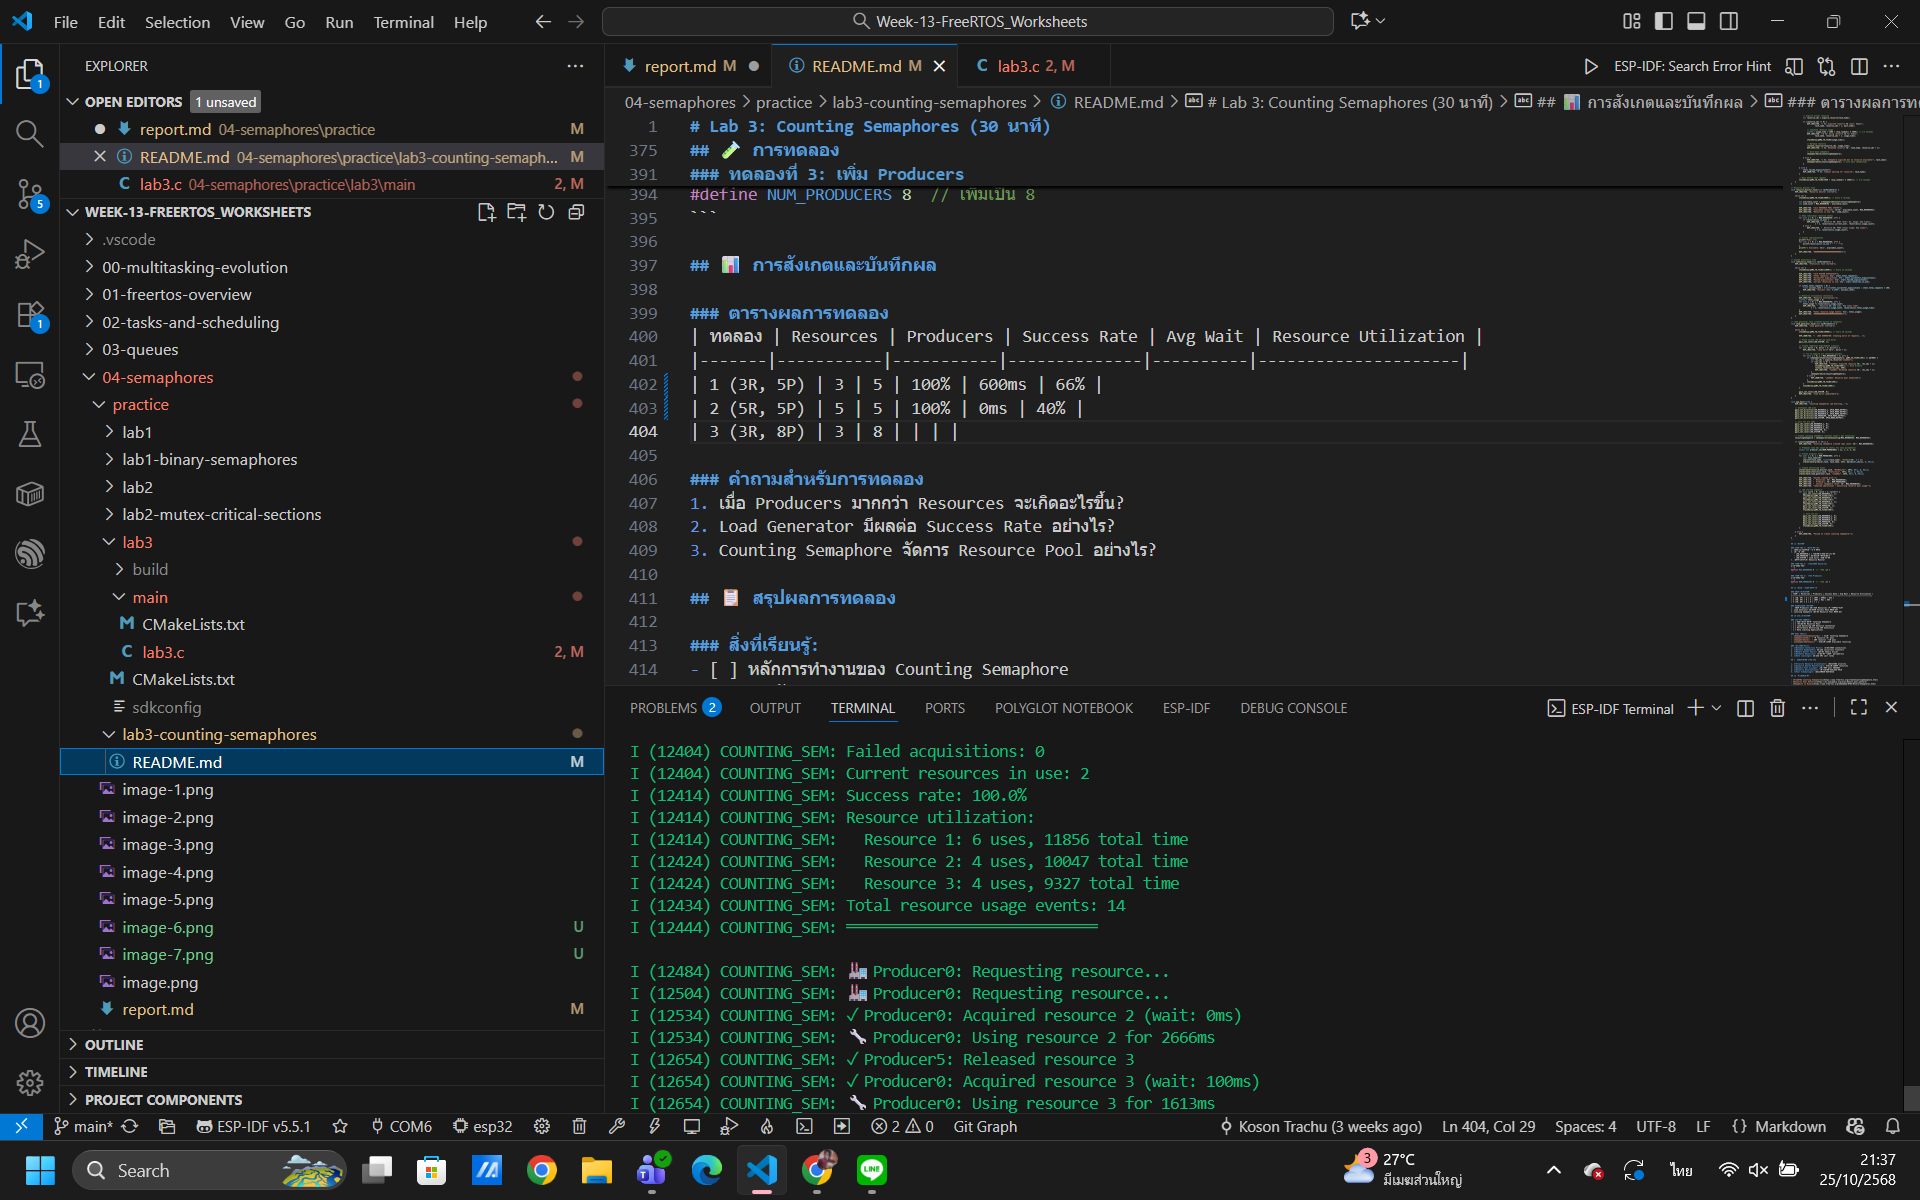 File Edit Selection View Go Run Terminal Help
Week-13-FreeRTOS_Worksheets
EXPLORER
OPEN EDITORS 1 unsaved
report.md 04-semaphores\practice M
README.md 04-semaphores\practice\lab3-counting-semaph... M
lab3.c 04-semaphores\practice\lab3\main 2, M
WEEK-13-FREERTOS_WORKSHEETS
.vscode
00-multitasking-evolution
01-freertos-overview
02-tasks-and-scheduling
03-queues
04-semaphores
practice
lab1
lab1-binary-semaphores
lab2
lab2-mutex-critical-sections
lab3
build
main
CMakeLists.txt
lab3.c 2, M
CMakeLists.txt
sdkconfig
lab3-counting-semaphores
README.md M
image-1.png
image-2.png
image-3.png
image-4.png
image-5.png
image-6.png U
image-7.png U
image.png
report.md M
OUTLINE
TIMELINE
PROJECT COMPONENTS
report.md M README.md M lab3.c 2, M
ESP-IDF: Search Error Hint
04-semaphores > practice > lab3-counting-semaphores > README.md > # Lab 3: Counting Semaphores (30 นาที) > ## 📊 การสังเกตและบันทึกผล > ### ตารางผลการทด
1 # Lab 3: Counting Semaphores (30 นาที)
375 ## 🧪 การทดลอง
391 ### ทดลองที่ 3: เพิ่ม Producers
394 #define NUM_PRODUCERS 8 // เพิ่มเป็น 8
395 ```
396
397 ## 📊 การสังเกตและบันทึกผล
398
399 ### ตารางผลการทดลอง
400 | ทดลอง | Resources | Producers | Success Rate | Avg Wait | Resource Utilization |
401 |-------|-----------|-----------|--------------|----------|---------------------|
402 | 1 (3R, 5P) | 3 | 5 | 100% | 600ms | 66% |
403 | 2 (5R, 5P) | 5 | 5 | 100% | 0ms | 40% |
404 | 3 (3R, 8P) | 3 | 8 | | | |
405
406 ### คำถามสำหรับการทดลอง
407 1. เมื่อ Producers มากกว่า Resources จะเกิดอะไรขึ้น?
408 2. Load Generator มีผลต่อ Success Rate อย่างไร?
409 3. Counting Semaphore จัดการ Resource Pool อย่างไร?
410
411 ## 📋 สรุปผลการทดลอง
412
413 ### สิ่งที่เรียนรู้:
414 - [ ] หลักการทำงานของ Counting Semaphore
PROBLEMS 2 OUTPUT TERMINAL PORTS POLYGLOT NOTEBOOK ESP-IDF DEBUG CONSOLE ESP-IDF Terminal
I (12404) COUNTING_SEM: Failed acquisitions: 0
I (12404) COUNTING_SEM: Current resources in use: 2
I (12414) COUNTING_SEM: Success rate: 100.0%
I (12414) COUNTING_SEM: Resource utilization:
I (12414) COUNTING_SEM:   Resource 1: 6 uses, 11856 total time
I (12424) COUNTING_SEM:   Resource 2: 4 uses, 10047 total time
I (12424) COUNTING_SEM:   Resource 3: 4 uses, 9327 total time
I (12434) COUNTING_SEM: Total resource usage events: 14
I (12444) COUNTING_SEM: ════════════════════════════
I (12484) COUNTING_SEM: 🏭 Producer0: Requesting resource...
I (12504) COUNTING_SEM: 🏭 Producer0: Requesting resource...
I (12534) COUNTING_SEM: ✓ Producer0: Acquired resource 2 (wait: 0ms)
I (12534) COUNTING_SEM: 🔧 Producer0: Using resource 2 for 2666ms
I (12654) COUNTING_SEM: ✓ Producer5: Released resource 3
I (12654) COUNTING_SEM: ✓ Producer0: Acquired resource 3 (wait: 100ms)
I (12654) COUNTING_SEM: 🔧 Producer0: Using resource 3 for 1613ms
main* ESP-IDF v5.5.1 COM6 esp32 2 0 Git Graph Koson Trachu (3 weeks ago) Ln 404, Col 29 Spaces: 4 UTF-8 LF {} Markdown
Search
3 27°C
มีเมฆส่วนใหญ่
ไทย
21:37
25/10/2568